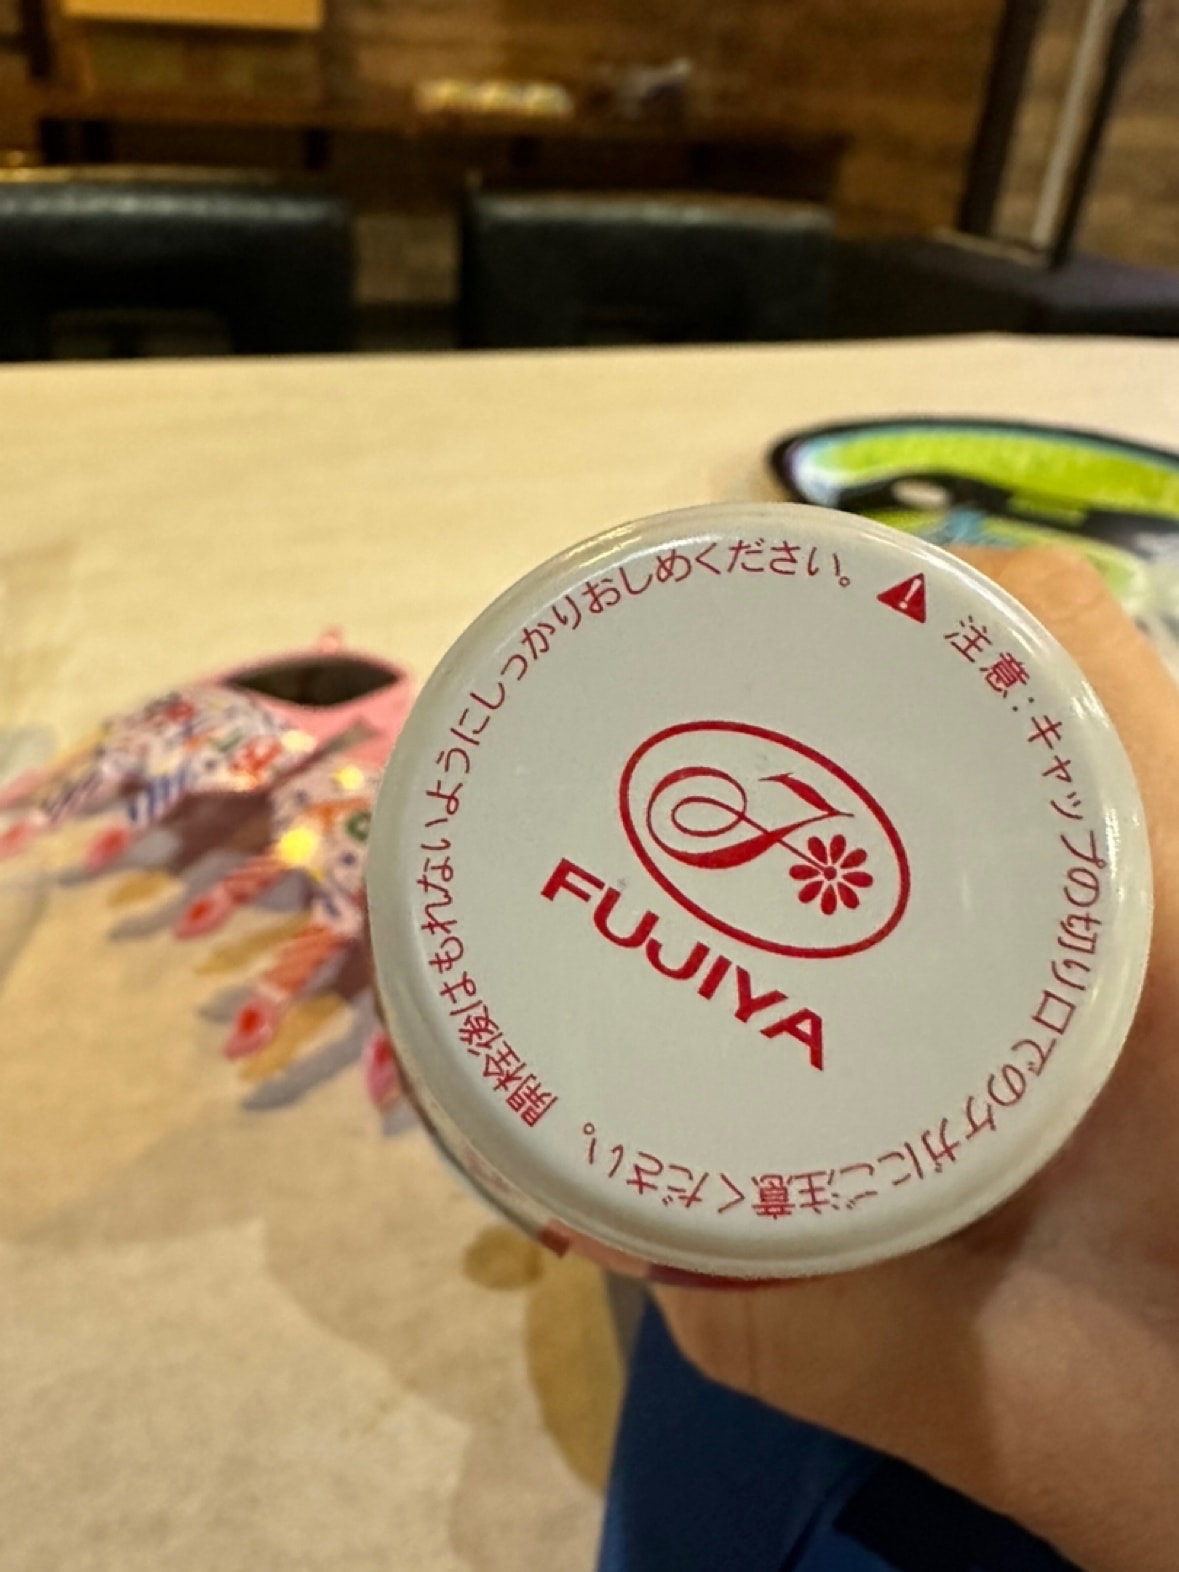 ⚠ 注意:キャップの切り口でのケガにご注意ください。
開栓後はもれないようにしっかりおしめください。
F
FUJIYA